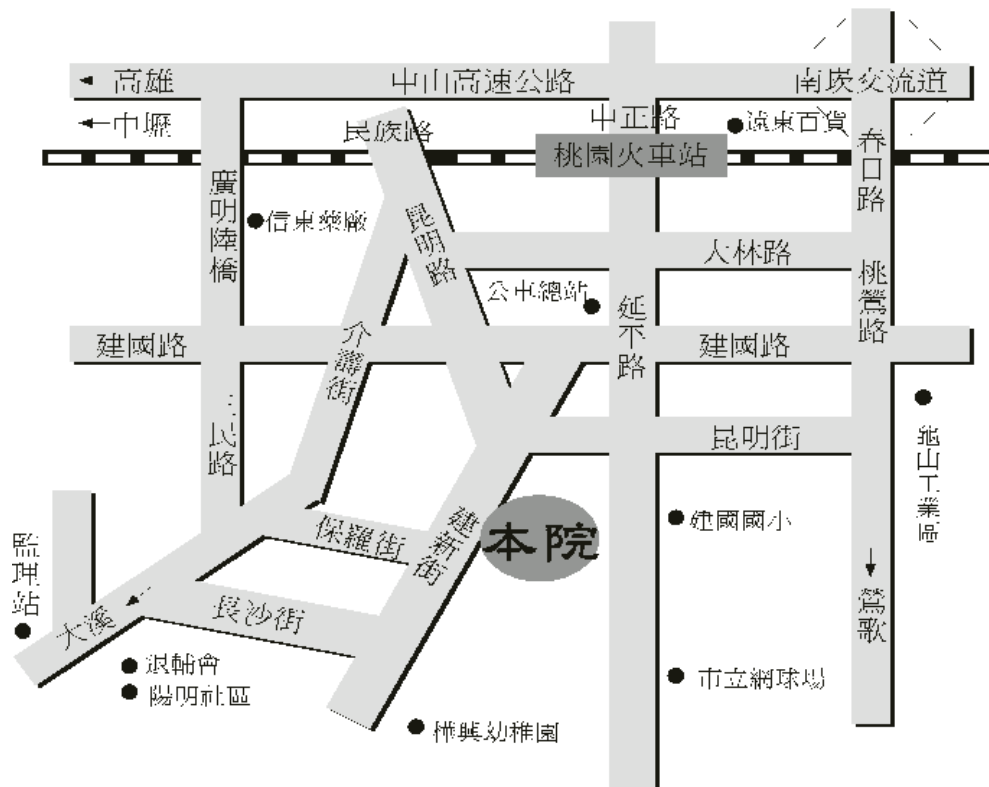 高雄
中山高速公路
南崁交流道
中壢
民族路
中正路
遠東百貨
桃園火車站
春日路
廣明陸橋
信東藥廠
昆明路
大林路
公車總站
延平路
桃鶯路
建國路
介壽街
建國路
三民路
昆明街
龜山工業區
保羅街
建新街
本院
建國國小
監理站
大溪
長沙街
鶯歌
退輔會
陽明社區
市立網球場
樺興幼稚園